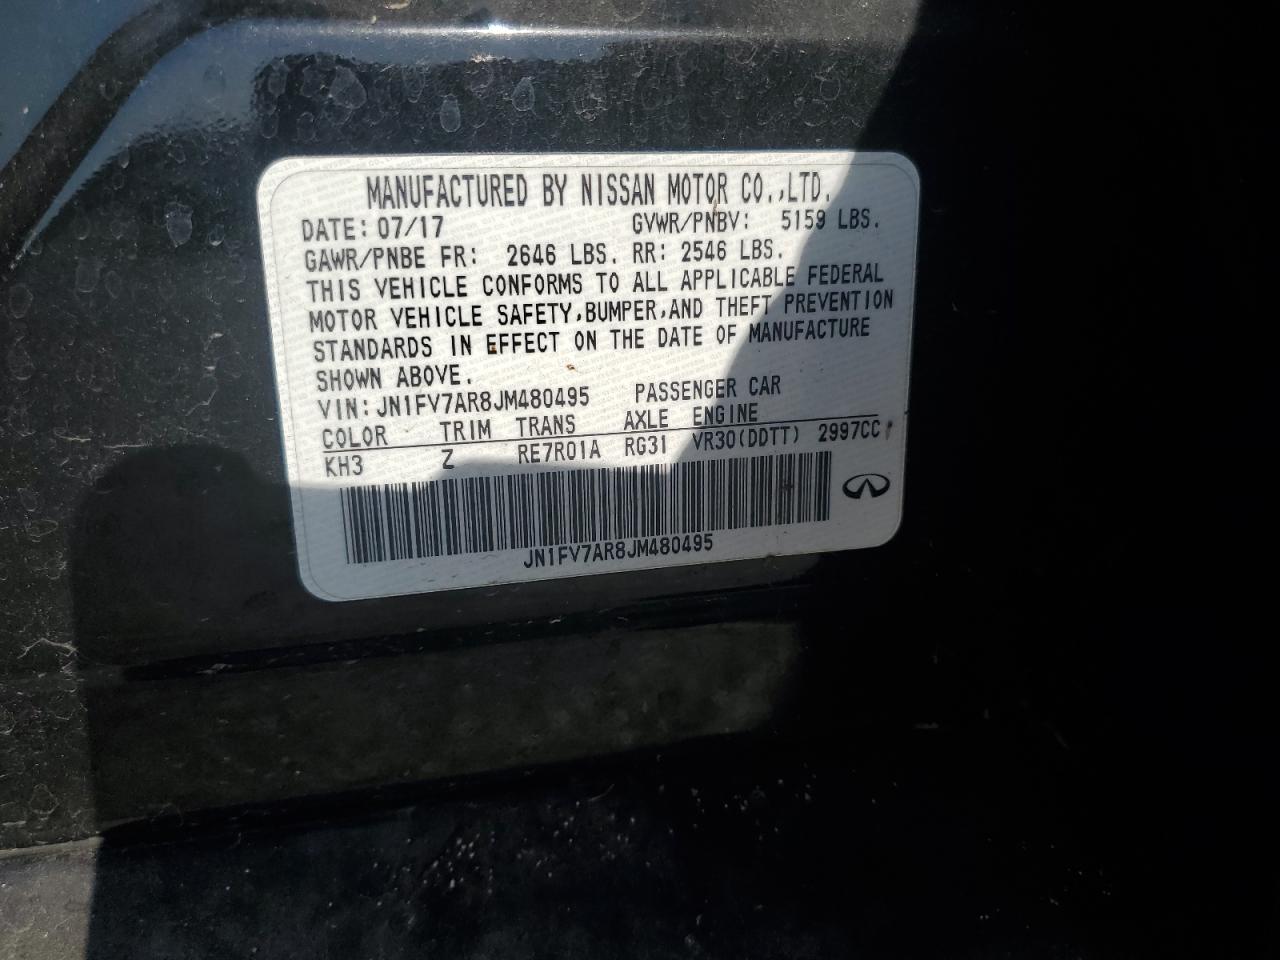 MANUFACTURED BY NISSAN MOTOR CO.,LTD.
DATE: 07/17 GVWR/PNBV: 5159 LBS.
GAWR/PNBE FR: 2646 LBS. RR: 2546 LBS.
THIS VEHICLE CONFORMS TO ALL APPLICABLE FEDERAL
MOTOR VEHICLE SAFETY,BUMPER,AND THEFT PREVENTION
STANDARDS IN EFFECT ON THE DATE OF MANUFACTURE
SHOWN ABOVE.
VIN: JN1FV7AR8JM480495 PASSENGER CAR
COLOR TRIM TRANS AXLE ENGINE
KH3 Z RE7R01A RG31 VR30(DDTT) 2997CC
JN1FV7AR8JM480495